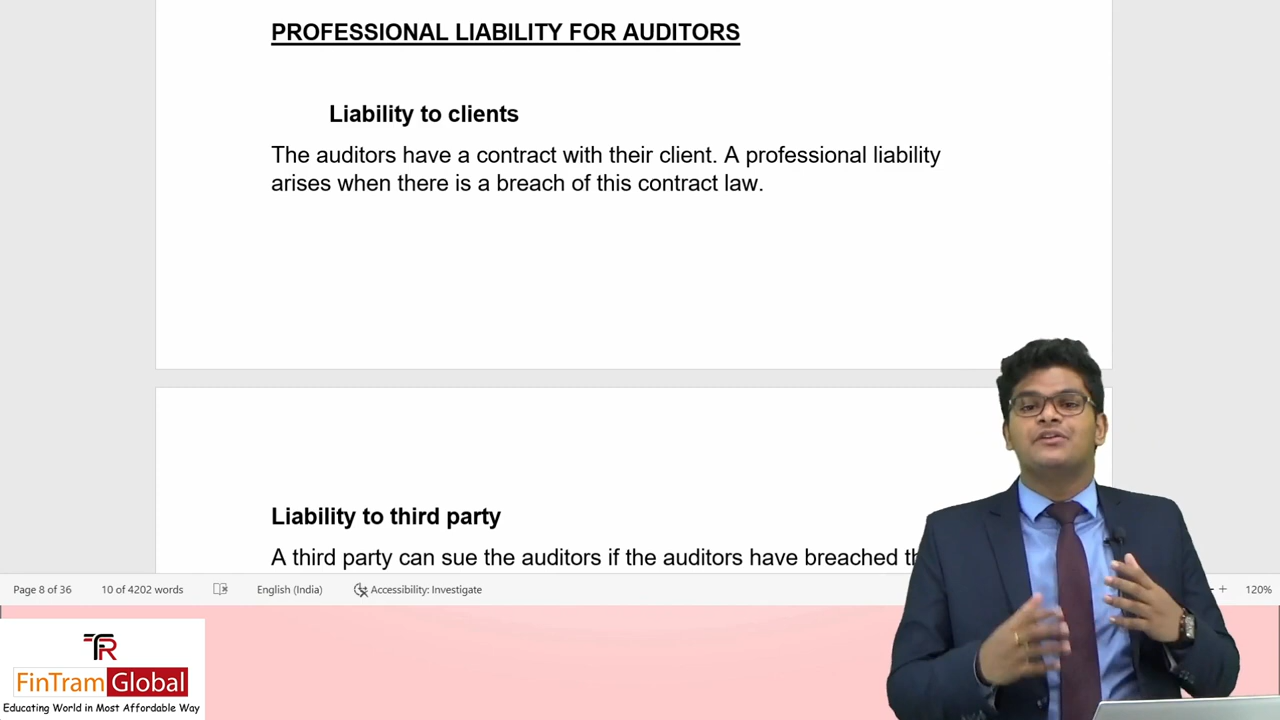 PROFESSIONAL LIABILITY FOR AUDITORS
Liability to clients
The auditors have a contract with their client. A professional liability
arises when there is a breach of this contract law.
Liability to third party
A third party can sue the auditors if the auditors have breached
Page 8 of 36
10 of 4202 words
English (India)
Accessibility: Investigate
120%
FinTram Global
Educating World in Most Affordable Way